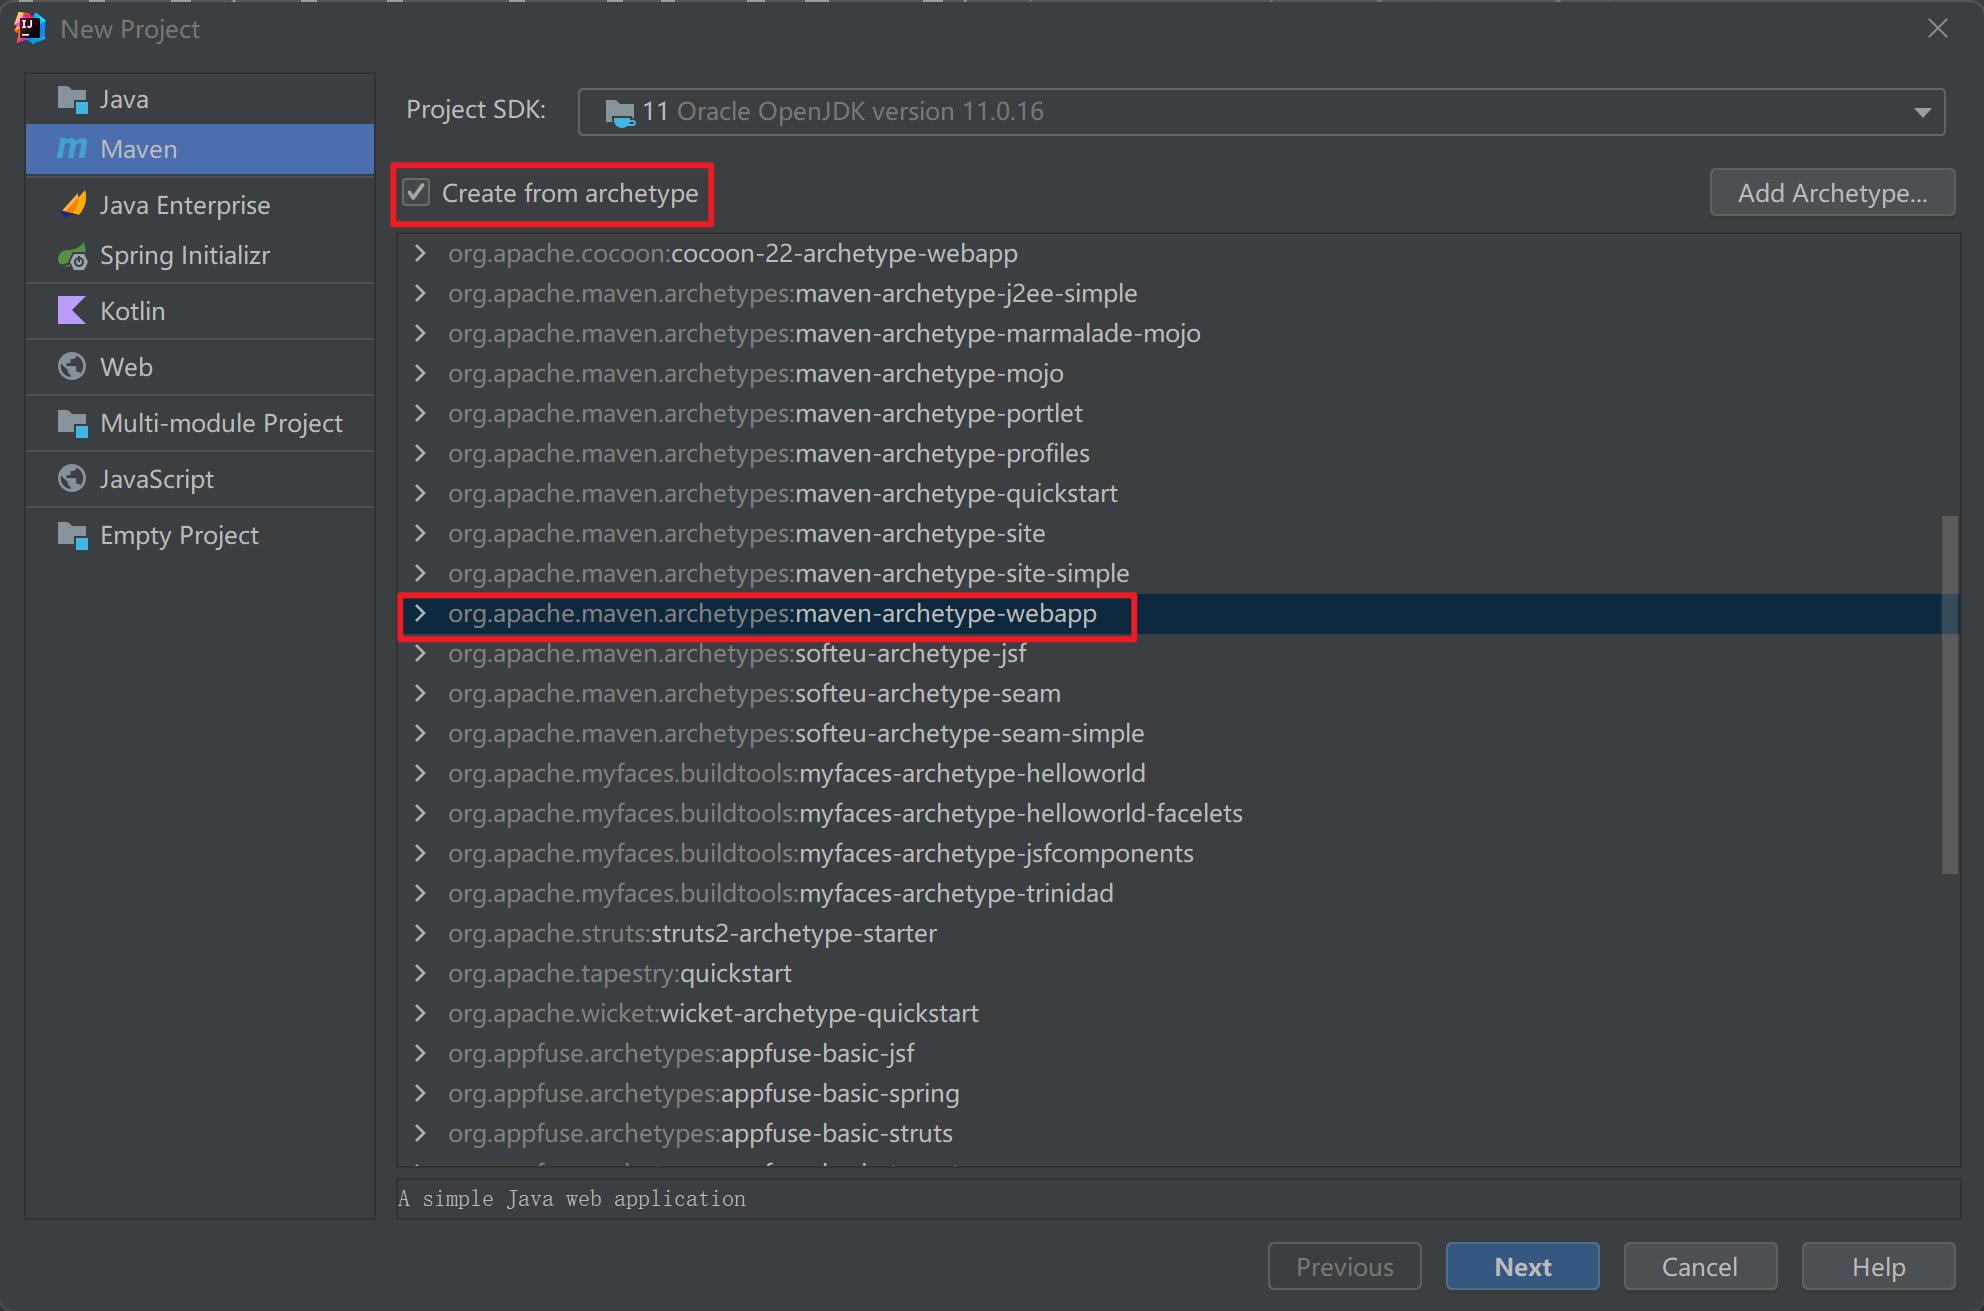 New Project
Java
Maven
Java Enterprise
Spring Initializr
Kotlin
Web
Multi-module Project
JavaScript
Empty Project
Project SDK: 11 Oracle OpenJDK version 11.0.16
Create from archetype
Add Archetype...
org.apache.cocoon:cocoon-22-archetype-webapp
org.apache.maven.archetypes:maven-archetype-j2ee-simple
org.apache.maven.archetypes:maven-archetype-marmalade-mojo
org.apache.maven.archetypes:maven-archetype-mojo
org.apache.maven.archetypes:maven-archetype-portlet
org.apache.maven.archetypes:maven-archetype-profiles
org.apache.maven.archetypes:maven-archetype-quickstart
org.apache.maven.archetypes:maven-archetype-site
org.apache.maven.archetypes:maven-archetype-site-simple
org.apache.maven.archetypes:maven-archetype-webapp
org.apache.maven.archetypes:softeu-archetype-jsf
org.apache.maven.archetypes:softeu-archetype-seam
org.apache.maven.archetypes:softeu-archetype-seam-simple
org.apache.myfaces.buildtools:myfaces-archetype-helloworld
org.apache.myfaces.buildtools:myfaces-archetype-helloworld-facelets
org.apache.myfaces.buildtools:myfaces-archetype-jsfcomponents
org.apache.myfaces.buildtools:myfaces-archetype-trinidad
org.apache.struts:struts2-archetype-starter
org.apache.tapestry:quickstart
org.apache.wicket:wicket-archetype-quickstart
org.appfuse.archetypes:appfuse-basic-jsf
org.appfuse.archetypes:appfuse-basic-spring
org.appfuse.archetypes:appfuse-basic-struts
A simple Java web application
Previous
Next
Cancel
Help